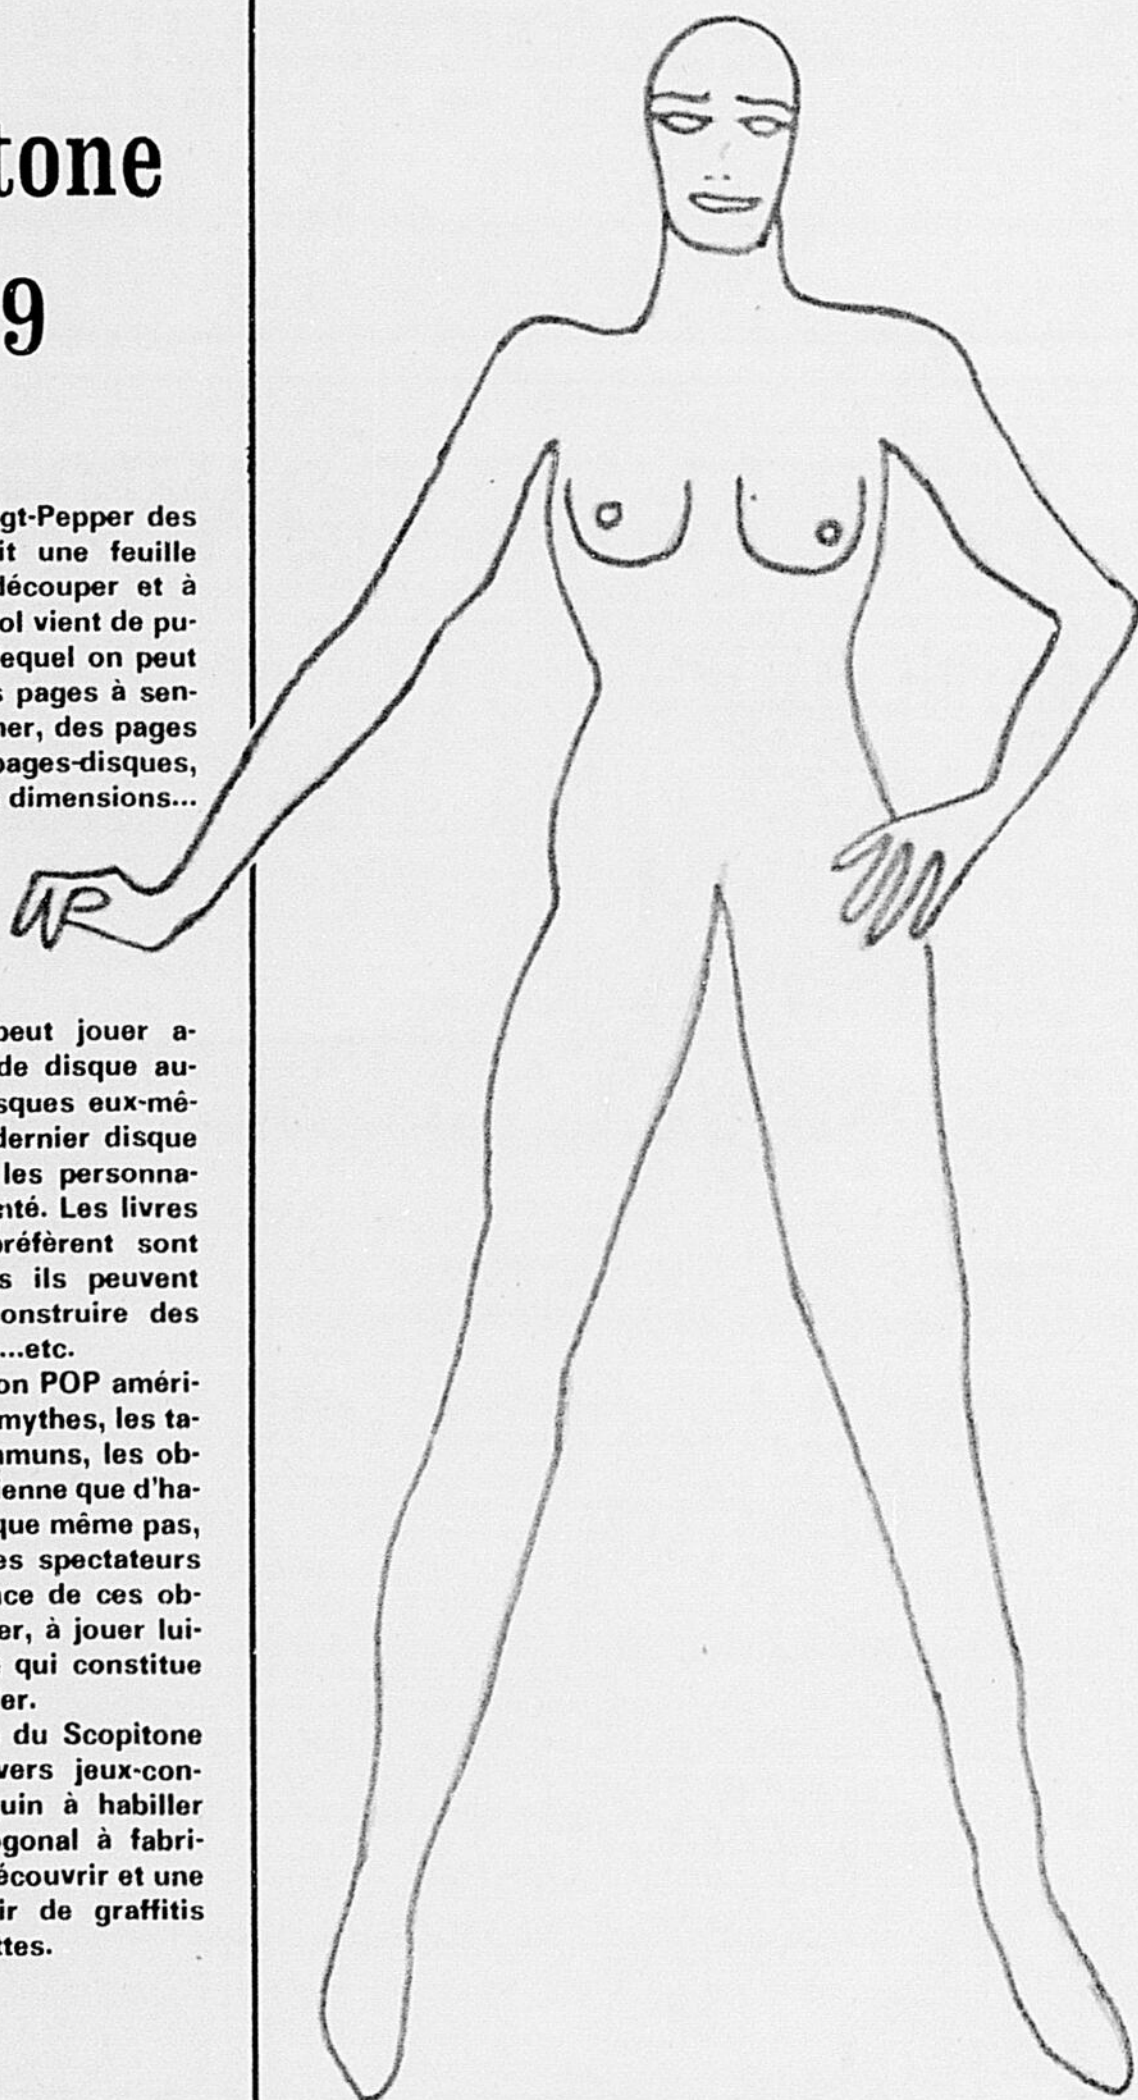 tone
9
gt-Pepper des
it une feuille
découper et à
ol vient de pu-
equel on peut
s pages à sen-
ner, des pages
pages-disques,
dimensions...
peut jouer a-
de disque au-
sques eux-mê-
dernier disque
les personna-
nté. Les livres
préfèrent sont
s ils peuvent
onstruire des
...etc.
on POP améri-
mythes, les ta-
nmuns, les ob-
ienne que d'ha-
que même pas,
es spectateurs
nce de ces ob-
er, à jouer lui-
qui constitue
er.
du Scopitone
vers jeux-con-
uin à habiller
ogonal à fabri-
écouvrir et une
ir de graffitis
ttes.